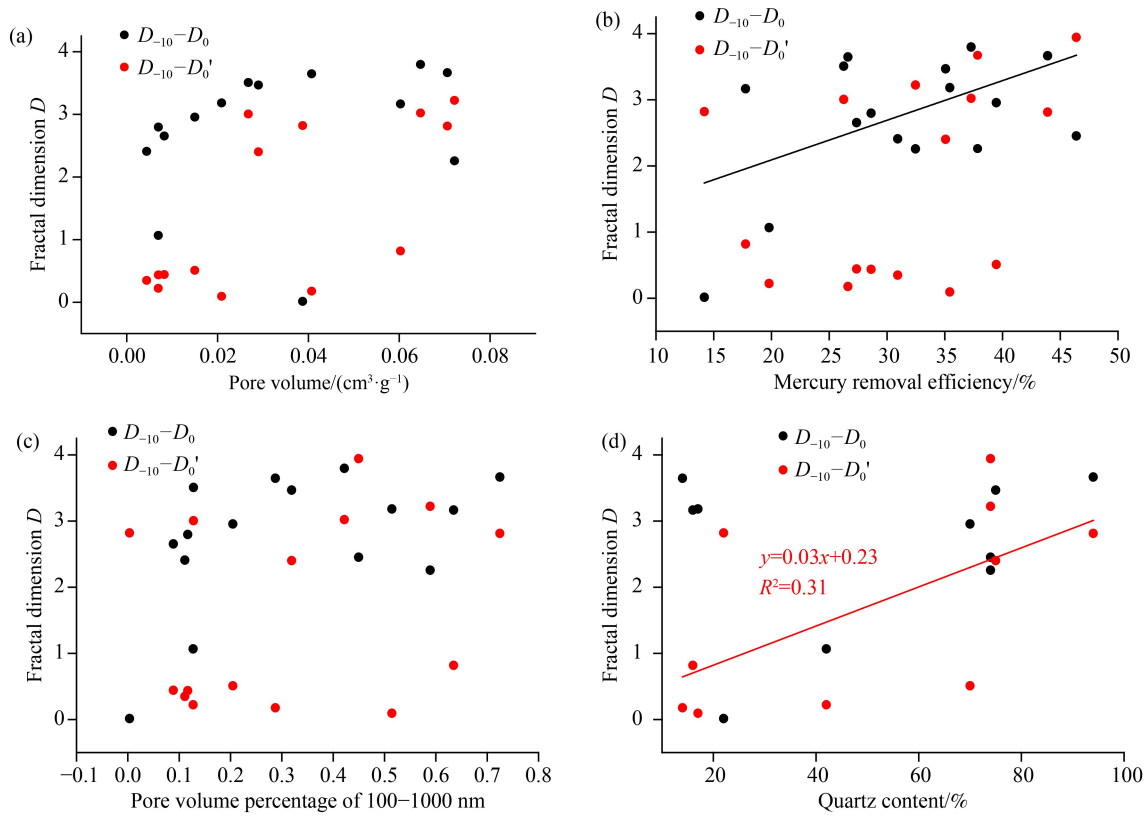 (a)
D₋₁₀−D₀
D₋₁₀−D₀'
4
3
2
1
0
Fractal dimension D
0.00 0.02 0.04 0.06 0.08
Pore volume/(cm³·g⁻¹)
(b)
D₋₁₀−D₀
D₋₁₀−D₀'
4
3
2
1
0
Fractal dimension D
10 15 20 25 30 35 40 45 50
Mercury removal efficiency/%
(c)
D₋₁₀−D₀
D₋₁₀−D₀'
4
3
2
1
0
Fractal dimension D
−0.1 0.0 0.1 0.2 0.3 0.4 0.5 0.6 0.7 0.8
Pore volume percentage of 100−1000 nm
(d)
D₋₁₀−D₀
D₋₁₀−D₀'
4
3
2
1
0
Fractal dimension D
y=0.03x+0.23
R²=0.31
20 40 60 80 100
Quartz content/%